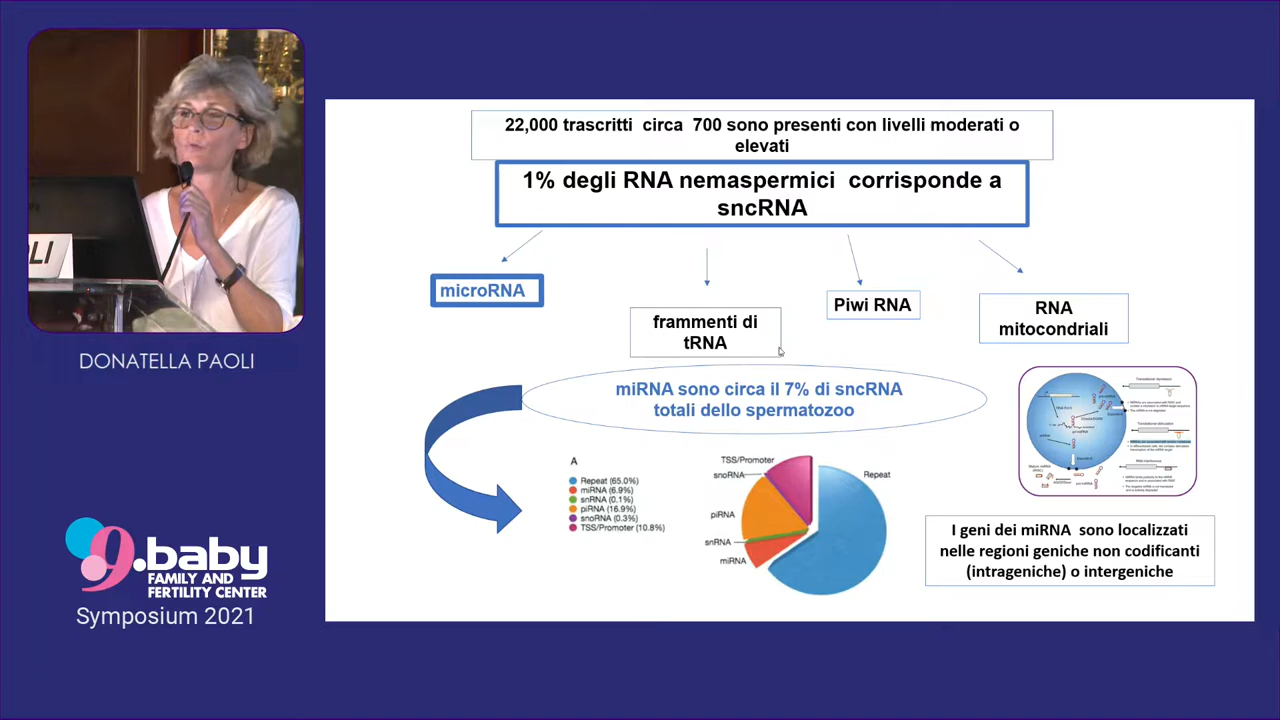 22,000 trascritti circa 700 sono presenti con livelli moderati o
elevati
1% degli RNA nemaspermici corrisponde a
sncRNA
microRNA
frammenti di
tRNA
Piwi RNA
RNA
mitocondriali
miRNA sono circa il 7% di sncRNA
totali dello spermatozoo
A
Repeat (65.0%)
miRNA (6.9%)
snRNA (0.1%)
piRNA (16.9%)
snoRNA (0.3%)
TSS/Promoter (10.8%)
TSS/Promoter
snoRNA
piRNA
snRNA
miRNA
Repeat
I geni dei miRNA sono localizzati
nelle regioni geniche non codificanti
(intrageniche) o intergeniche
OLI
DONATELLA PAOLI
9.baby
FAMILY AND
FERTILITY CENTER
Symposium 2021